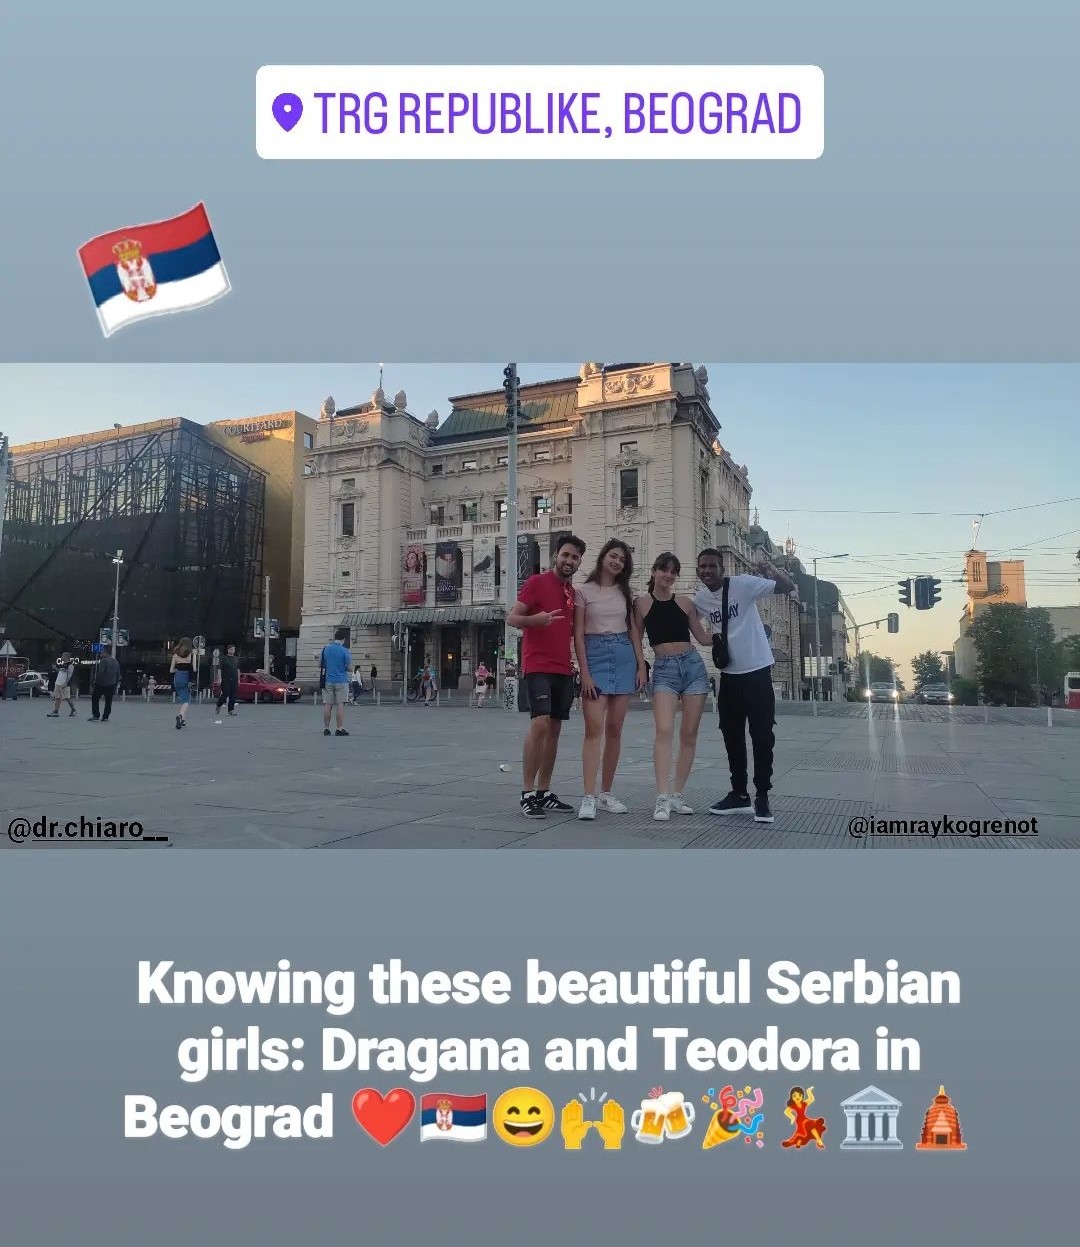 TRG REPUBLIKE, BEOGRAD
COURTYARD
@dr.chiaro__
@iamraykogrenot
Knowing these beautiful Serbian
girls: Dragana and Teodora in
Beograd ❤️🇷🇸😄🙌🍻🎉💃🏛️🛕